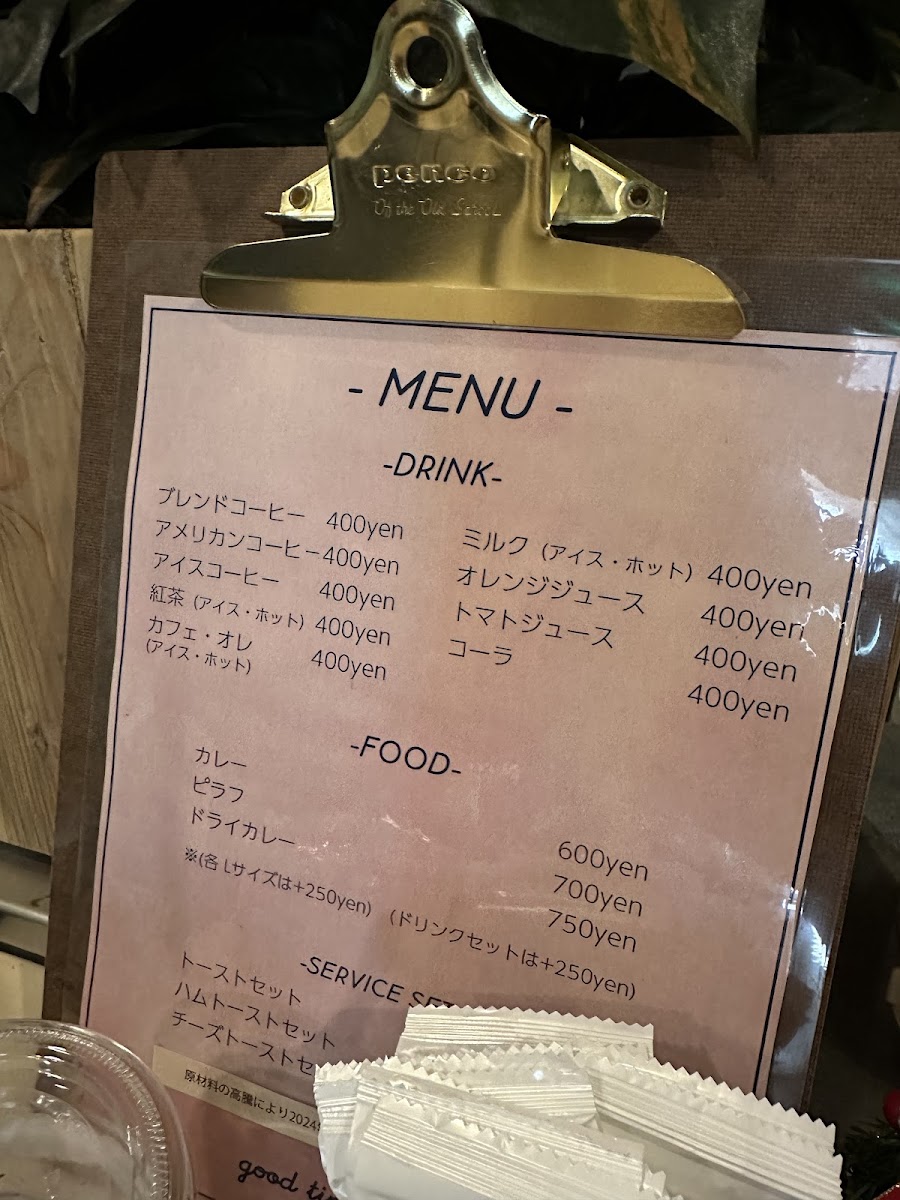 penco
Of the Old School
- MENU -
-DRINK-
ブレンドコーヒー 400yen
アメリカンコーヒー 400yen
アイスコーヒー 400yen
紅茶 (アイス・ホット) 400yen
カフェ・オレ 400yen
(アイス・ホット)
ミルク (アイス・ホット) 400yen
オレンジジュース 400yen
トマトジュース 400yen
コーラ 400yen
-FOOD-
カレー 600yen
ピラフ 700yen
ドライカレー 750yen
※(各 Lサイズは+250yen) (ドリンクセットは+250yen)
-SERVICE SET
トーストセット
ハムトーストセット
チーズトーストセ
原材料の高騰により2024
good